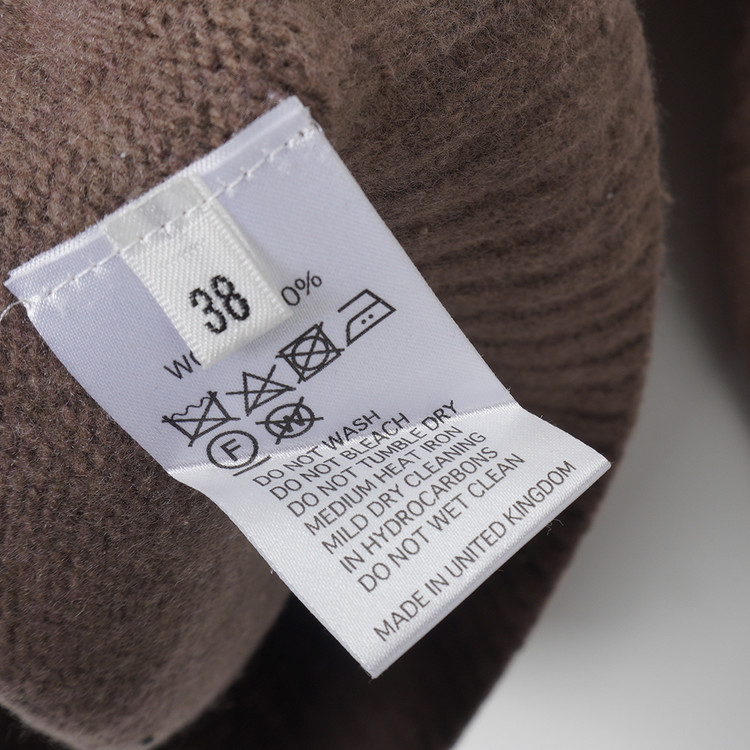 38
0%
F
W
DO NOT WASH
DO NOT BLEACH
DO NOT TUMBLE DRY
MEDIUM HEAT IRON
MILD DRY CLEANING
IN HYDROCARBONS
DO NOT WET CLEAN
MADE IN UNITED KINGDOM